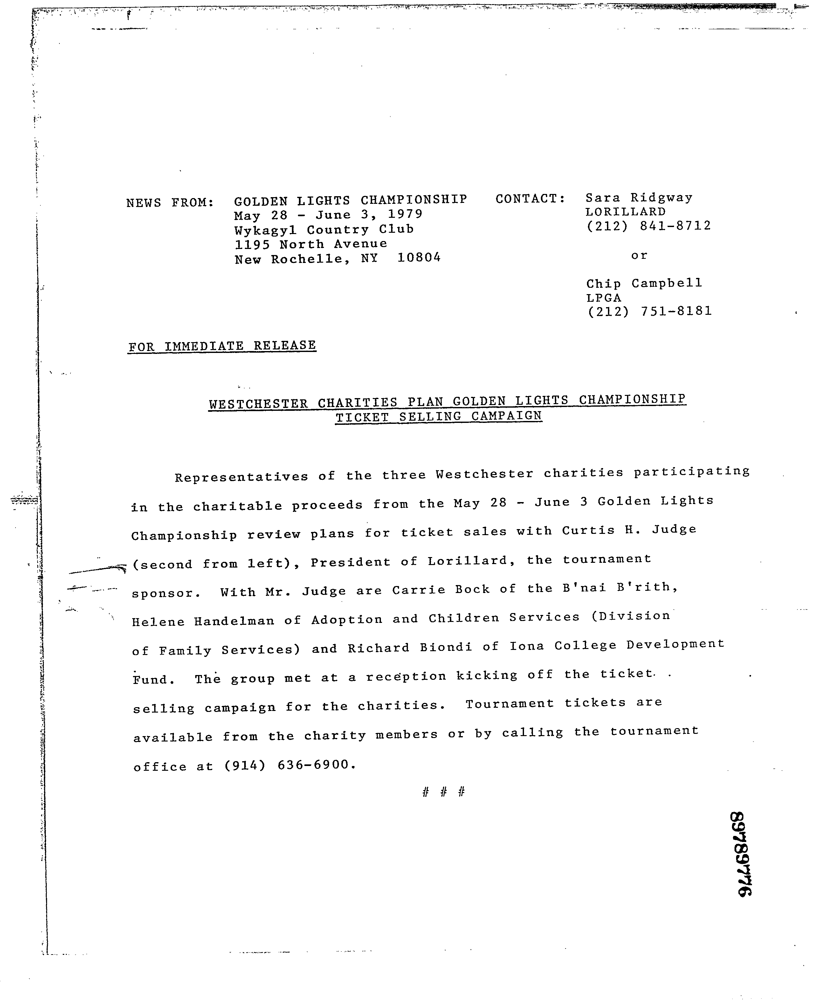 NEWS FROM: GOLDEN LIGHTS CHAMPIONSHIP
May 28 - June 3, 1979
Wykagyl Country Club
1195 North Avenue
New Rochelle, NY 10804
CONTACT: Sara Ridgway
LORILLARD
(212) 841-8712
or
Chip Campbell
LPGA
(212) 751-8181
FOR IMMEDIATE RELEASE
WESTCHESTER CHARITIES PLAN GOLDEN LIGHTS CHAMPIONSHIP
TICKET SELLING CAMPAIGN
Representatives of the three Westchester charities participating
in the charitable proceeds from the May 28 - June 3 Golden Lights
Championship review plans for ticket sales with Curtis H. Judge
(second from left), President of Lorillard, the tournament
sponsor. With Mr. Judge are Carrie Bock of the B'nai B'rith,
Helene Handelman of Adoption and Children Services (Division
of Family Services) and Richard Biondi of Iona College Development
Fund. The group met at a reception kicking off the ticket
selling campaign for the charities. Tournament tickets are
available from the charity members or by calling the tournament
office at (914) 636-6900.
# # #
89789776